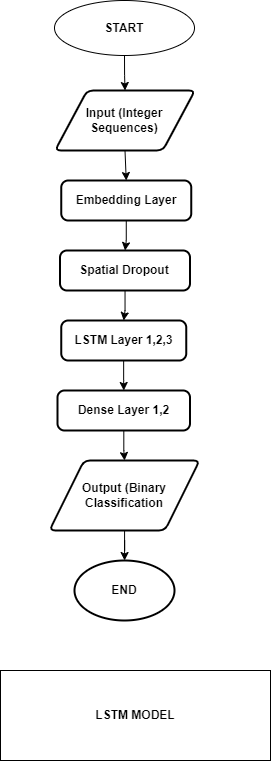 START
Input (Integer
Sequences)
Embedding Layer
Spatial Dropout
LSTM Layer 1,2,3
Dense Layer 1,2
Output (Binary
Classification
END
LSTM MODEL